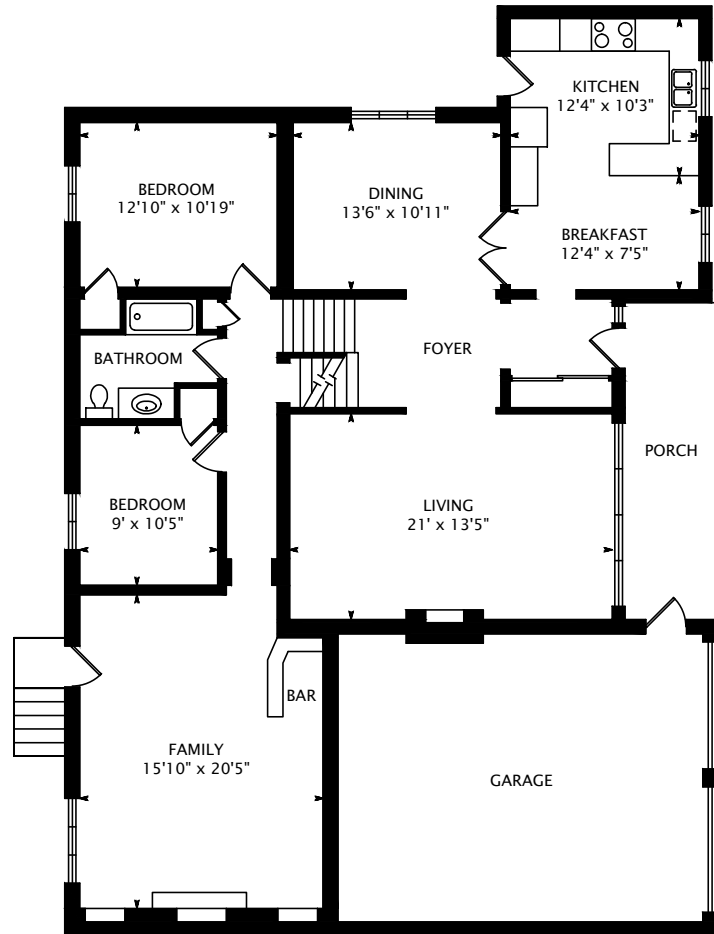 KITCHEN
12'4" x 10'3"
BEDROOM
12'10" x 10'19"
DINING
13'6" x 10'11"
BREAKFAST
12'4" x 7'5"
FOYER
BATHROOM
PORCH
BEDROOM
9' x 10'5"
LIVING
21' x 13'5"
BAR
FAMILY
15'10" x 20'5"
GARAGE